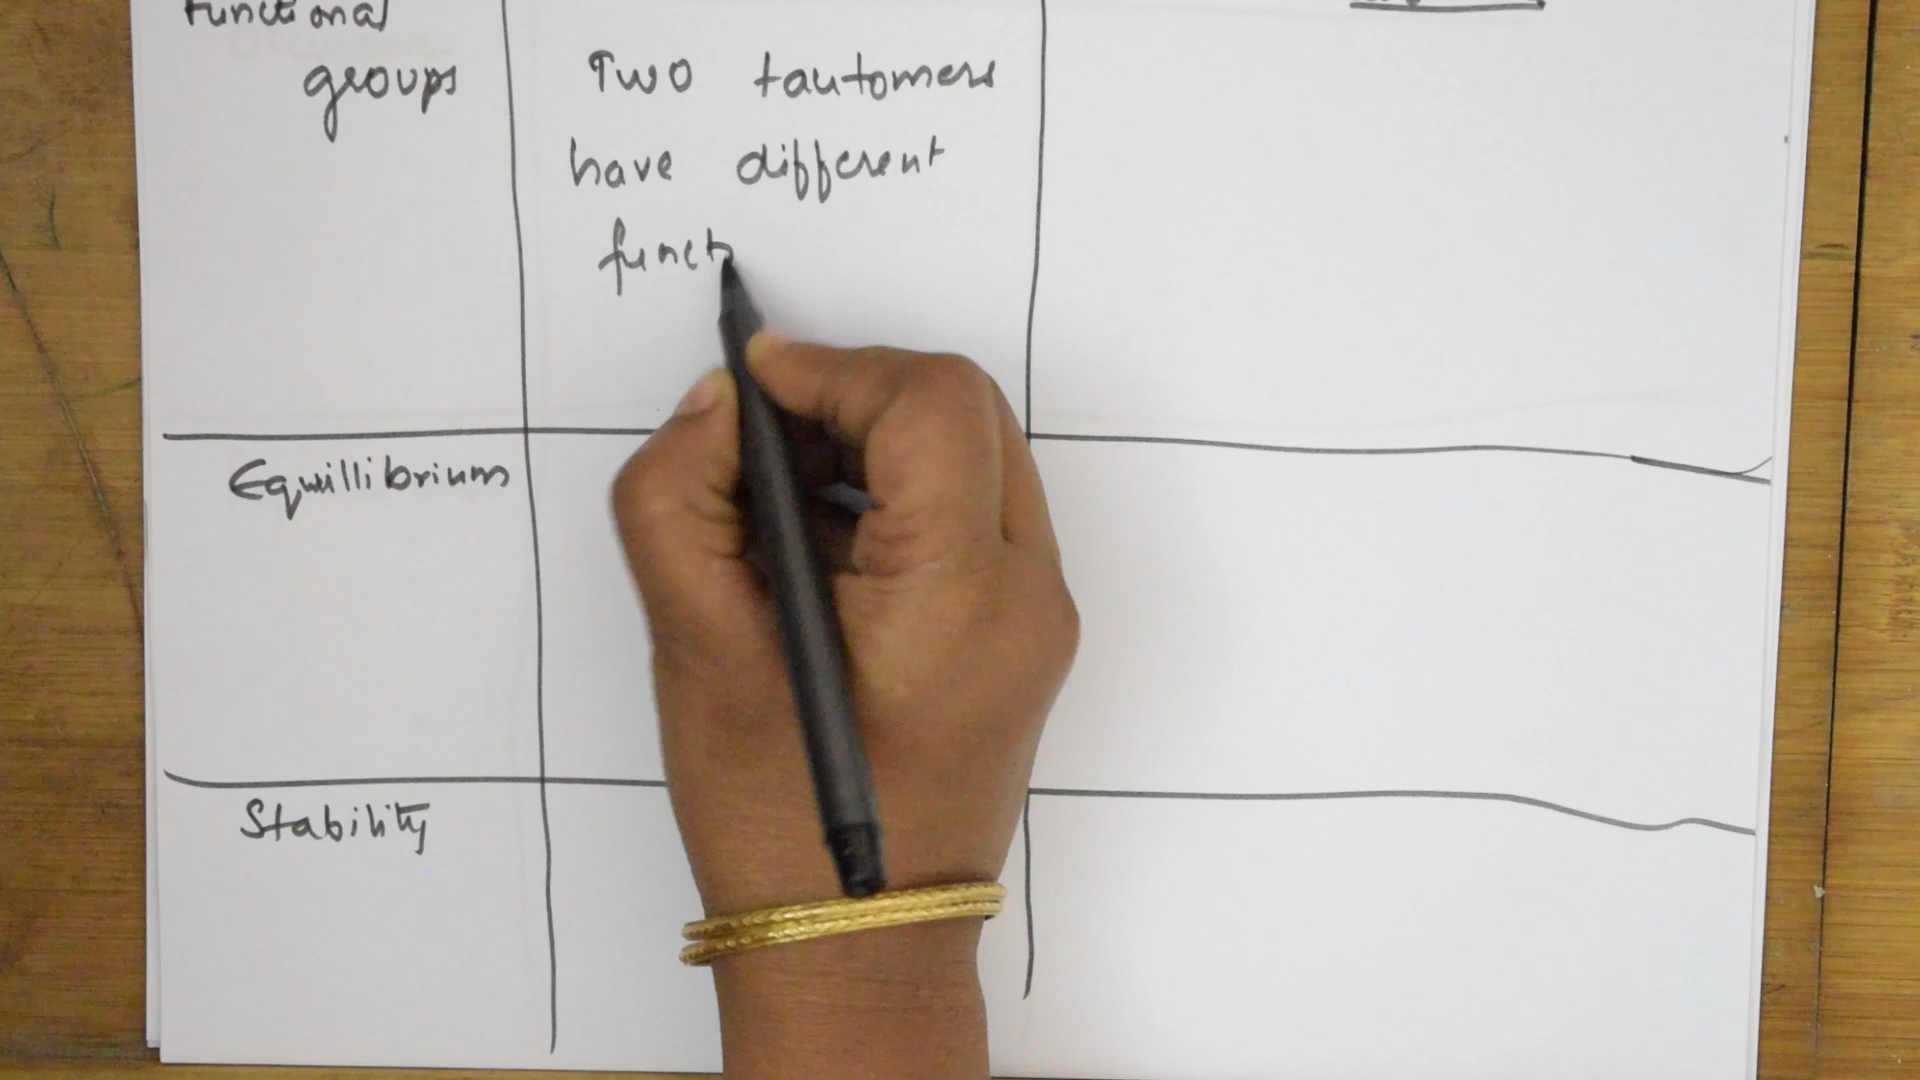 Functional
groups
Two tautomers
have different
funct
Equillibrium
Stability